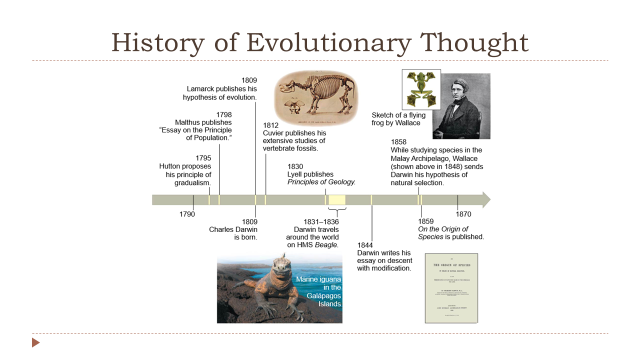 History of Evolutionary Thought
1809
Lamarck publishes his
hypothesis of evolution.
1798
Malthus publishes
"Essay on the Principle
of Population."
1795
Hutton proposes
his principle of
gradualism.
1812
Cuvier publishes his
extensive studies of
vertebrate fossils.
1830
Lyell publishes
Principles of Geology.
Sketch of a flying
frog by Wallace
1858
While studying species in the
Malay Archipelago, Wallace
(shown above in 1848) sends
Darwin his hypothesis of
natural selection.
1790
1809
Charles Darwin
is born.
1831–1836
Darwin travels
around the world
on HMS Beagle.
1844
Darwin writes his
essay on descent
with modification.
1859
On the Origin of
Species is published.
1870
Marine iguana
in the
Galápagos
Islands